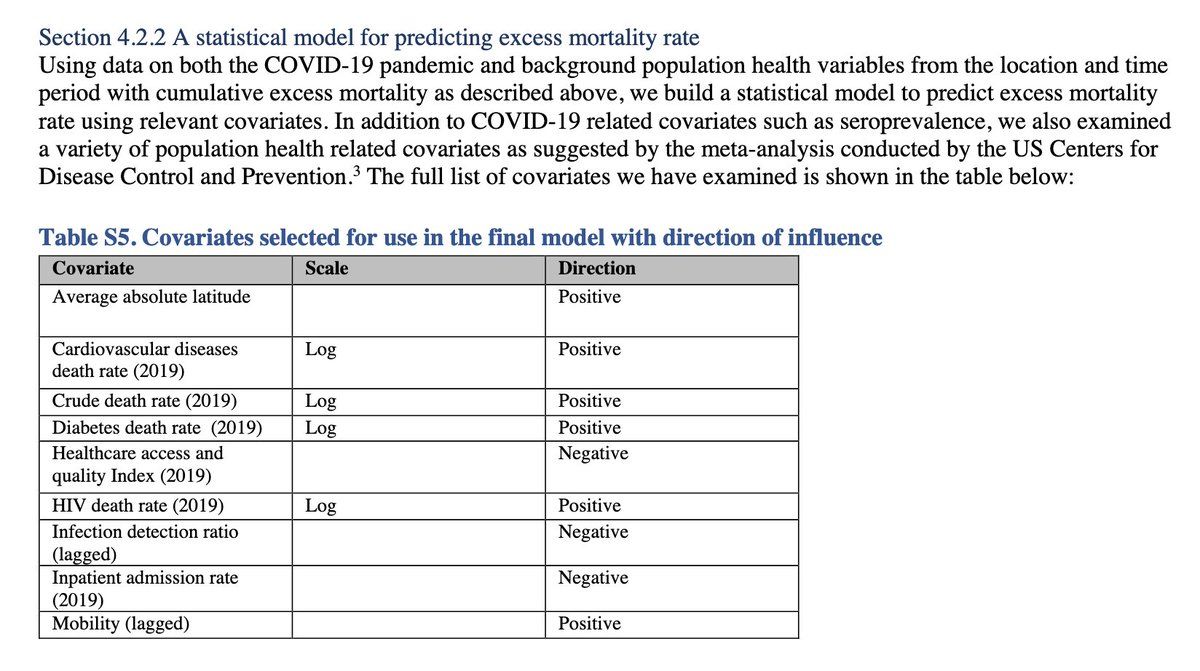 Section 4.2.2 A statistical model for predicting excess mortality rate
Using data on both the COVID-19 pandemic and background population health variables from the location and time
period with cumulative excess mortality as described above, we build a statistical model to predict excess mortality
rate using relevant covariates. In addition to COVID-19 related covariates such as seroprevalence, we also examined
a variety of population health related covariates as suggested by the meta-analysis conducted by the US Centers for
Disease Control and Prevention.³ The full list of covariates we have examined is shown in the table below:
Table S5. Covariates selected for use in the final model with direction of influence
Covariate Scale Direction
Average absolute latitude Positive
Cardiovascular diseases Log Positive
death rate (2019)
Crude death rate (2019) Log Positive
Diabetes death rate (2019) Log Positive
Healthcare access and Negative
quality Index (2019)
HIV death rate (2019) Log Positive
Infection detection ratio Negative
(lagged)
Inpatient admission rate Negative
(2019)
Mobility (lagged) Positive